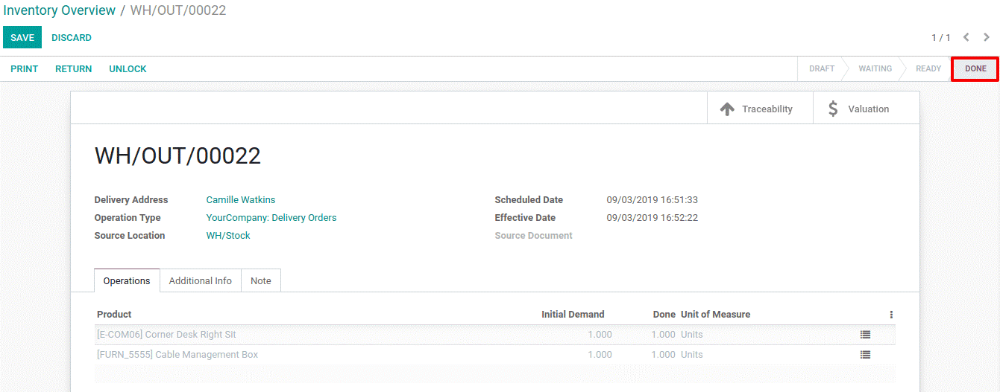 Inventory Overview / WH/OUT/00022
SAVE DISCARD 1 / 1
PRINT RETURN UNLOCK DRAFT WAITING READY DONE
Traceability $ Valuation
WH/OUT/00022
Delivery Address Camille Watkins Scheduled Date 09/03/2019 16:51:33
Operation Type YourCompany: Delivery Orders Effective Date 09/03/2019 16:52:22
Source Location WH/Stock Source Document
Operations Additional Info Note
Product Initial Demand Done Unit of Measure
[E-COM06] Corner Desk Right Sit 1.000 1.000 Units
[FURN_5555] Cable Management Box 1.000 1.000 Units